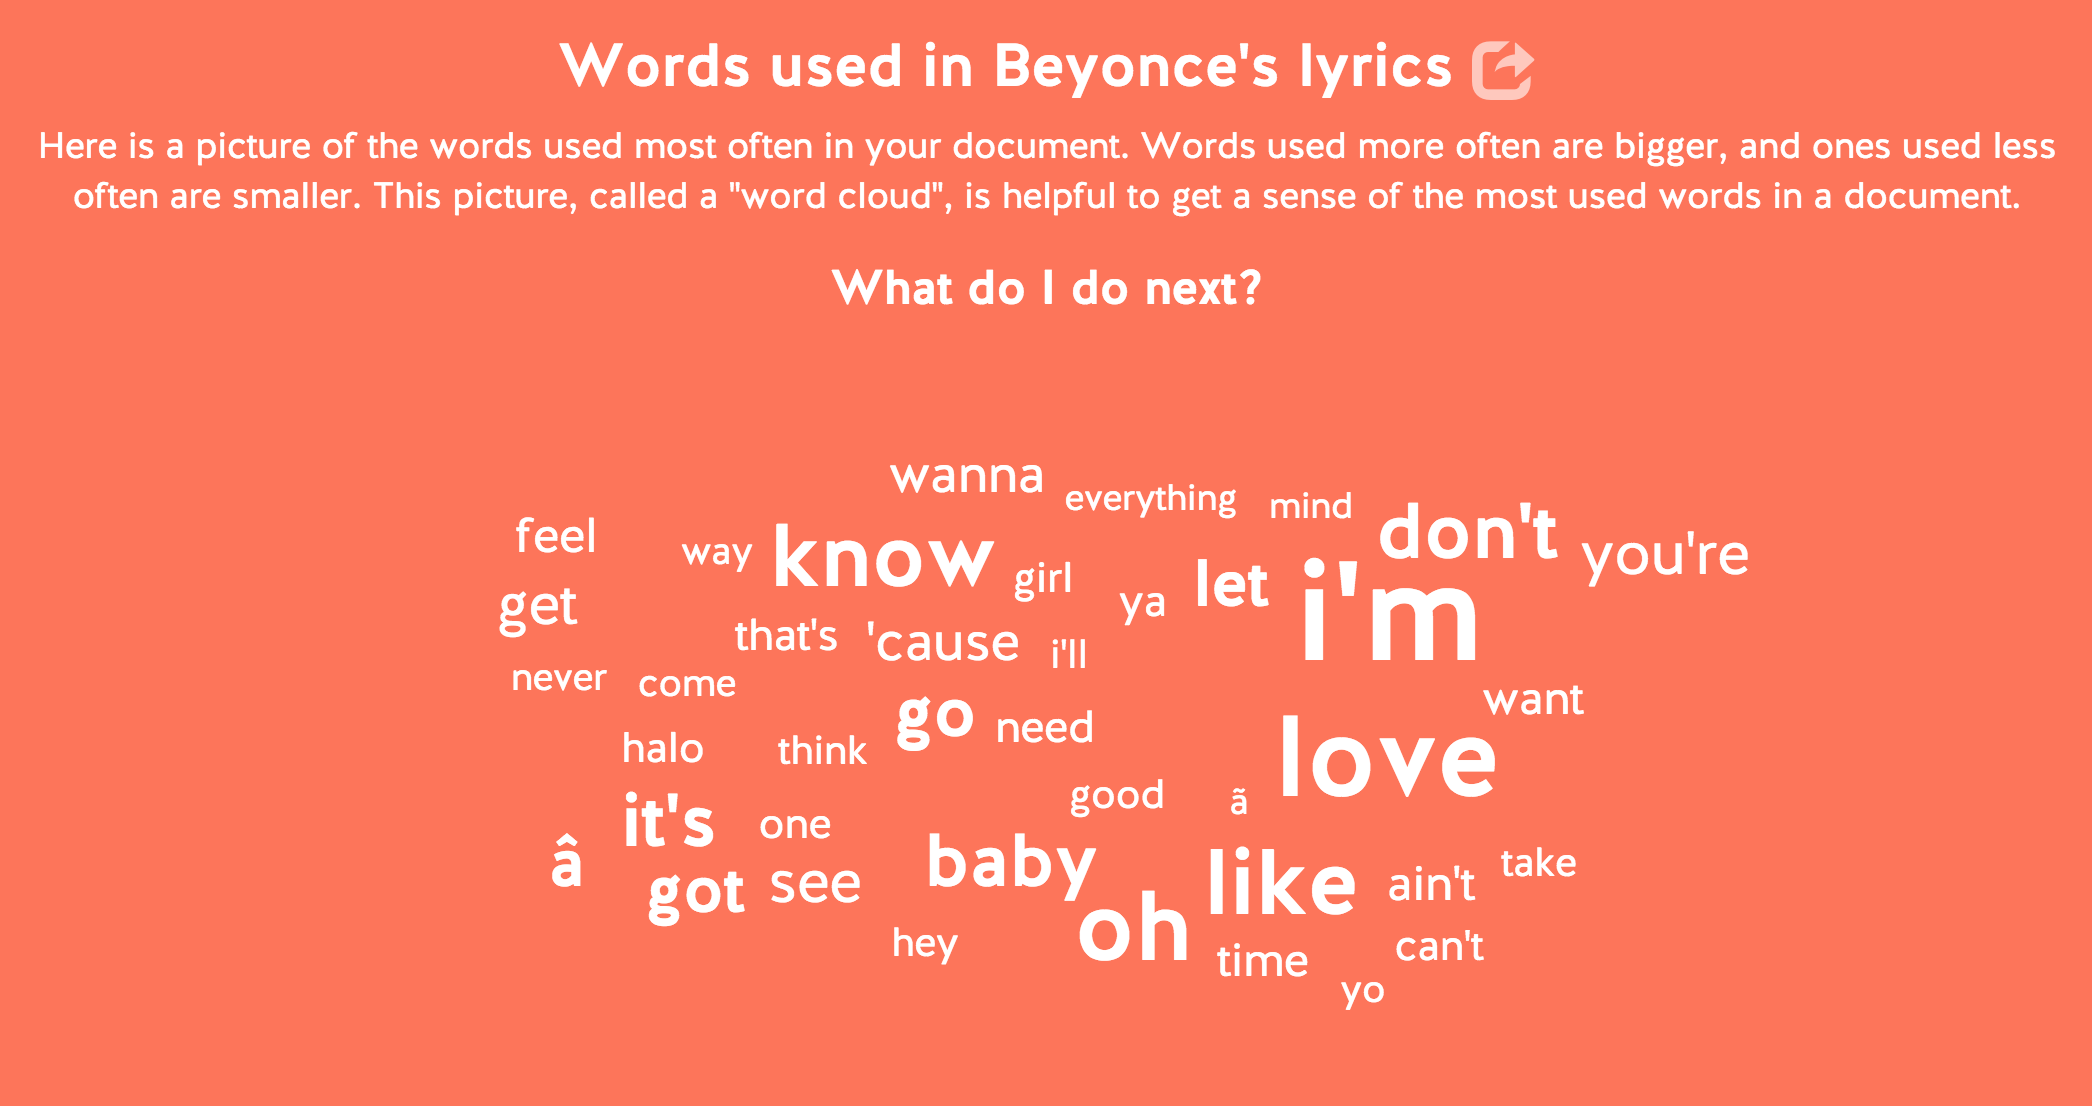 Words used in Beyonce's lyrics
Here is a picture of the words used most often in your document. Words used more often are bigger, and ones used less
often are smaller. This picture, called a "word cloud", is helpful to get a sense of the most used words in a document.
What do I do next?
wanna
everything
mind
don't
you're
feel
way
know
girl
ya
let
i'm
get
that's
'cause
i'll
never
come
go
need
want
love
halo
think
good
ã
it's
one
baby
like
ain't
take
â
got
see
oh
hey
time
can't
yo